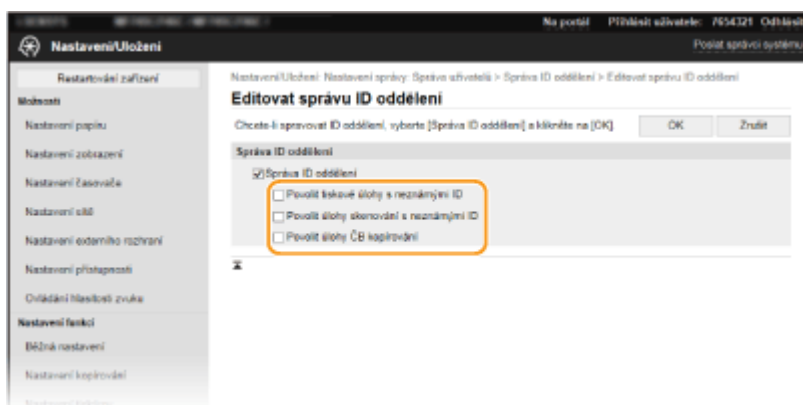 Na portál Přihlásit uživatele: 7654321 Odhlásit
Nastavení/Uložení Poslat správci systému
Restartování zařízení
Možnosti
Nastavení papíru
Nastavení zobrazení
Nastavení časovače
Nastavení sítě
Nastavení externího rozhraní
Nastavení přístupnosti
Ovládání hlasitosti zvuku
Nastavení funkcí
Běžná nastavení
Nastavení kopírování
Nastavení/Uložení: Nastavení správy: Správa uživatelů > Správa ID oddělení > Editovat správu ID oddělení
Editovat správu ID oddělení
Chcete-li spravovat ID oddělení, vyberte [Správa ID oddělení] a klikněte na [OK]. OK Zrušit
Správa ID oddělení
Správa ID oddělení
Povolit tiskové úlohy s neznámými ID
Povolit úlohy skenování s neznámými ID
Povolit úlohy ČB kopírování